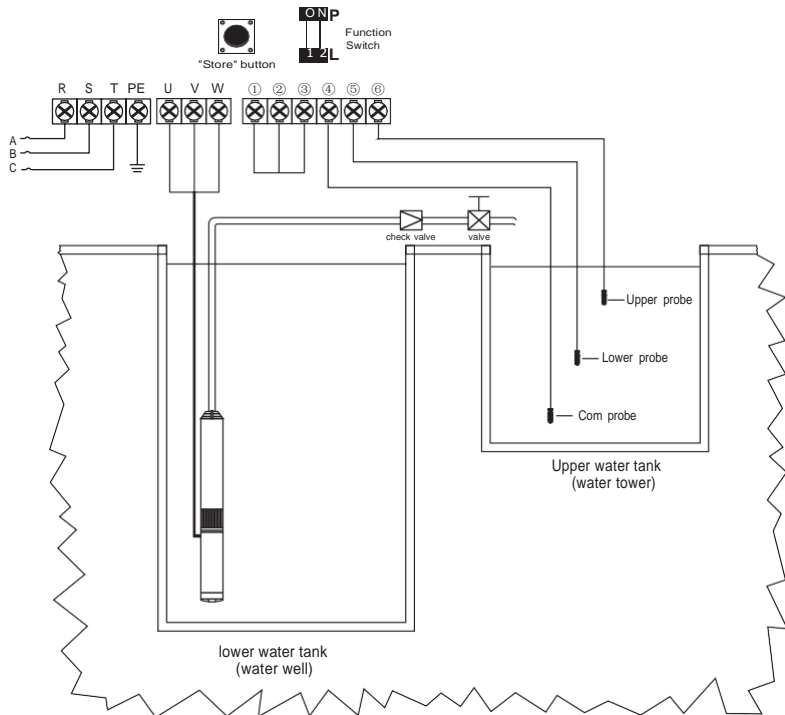 ON P
Function
Switch
1 2 L
"Store" button
R S T PE U V W ① ② ③ ④ ⑤ ⑥
A
B
C
check valve
valve
Upper probe
Lower probe
Com probe
Upper water tank
(water tower)
lower water tank
(water well)